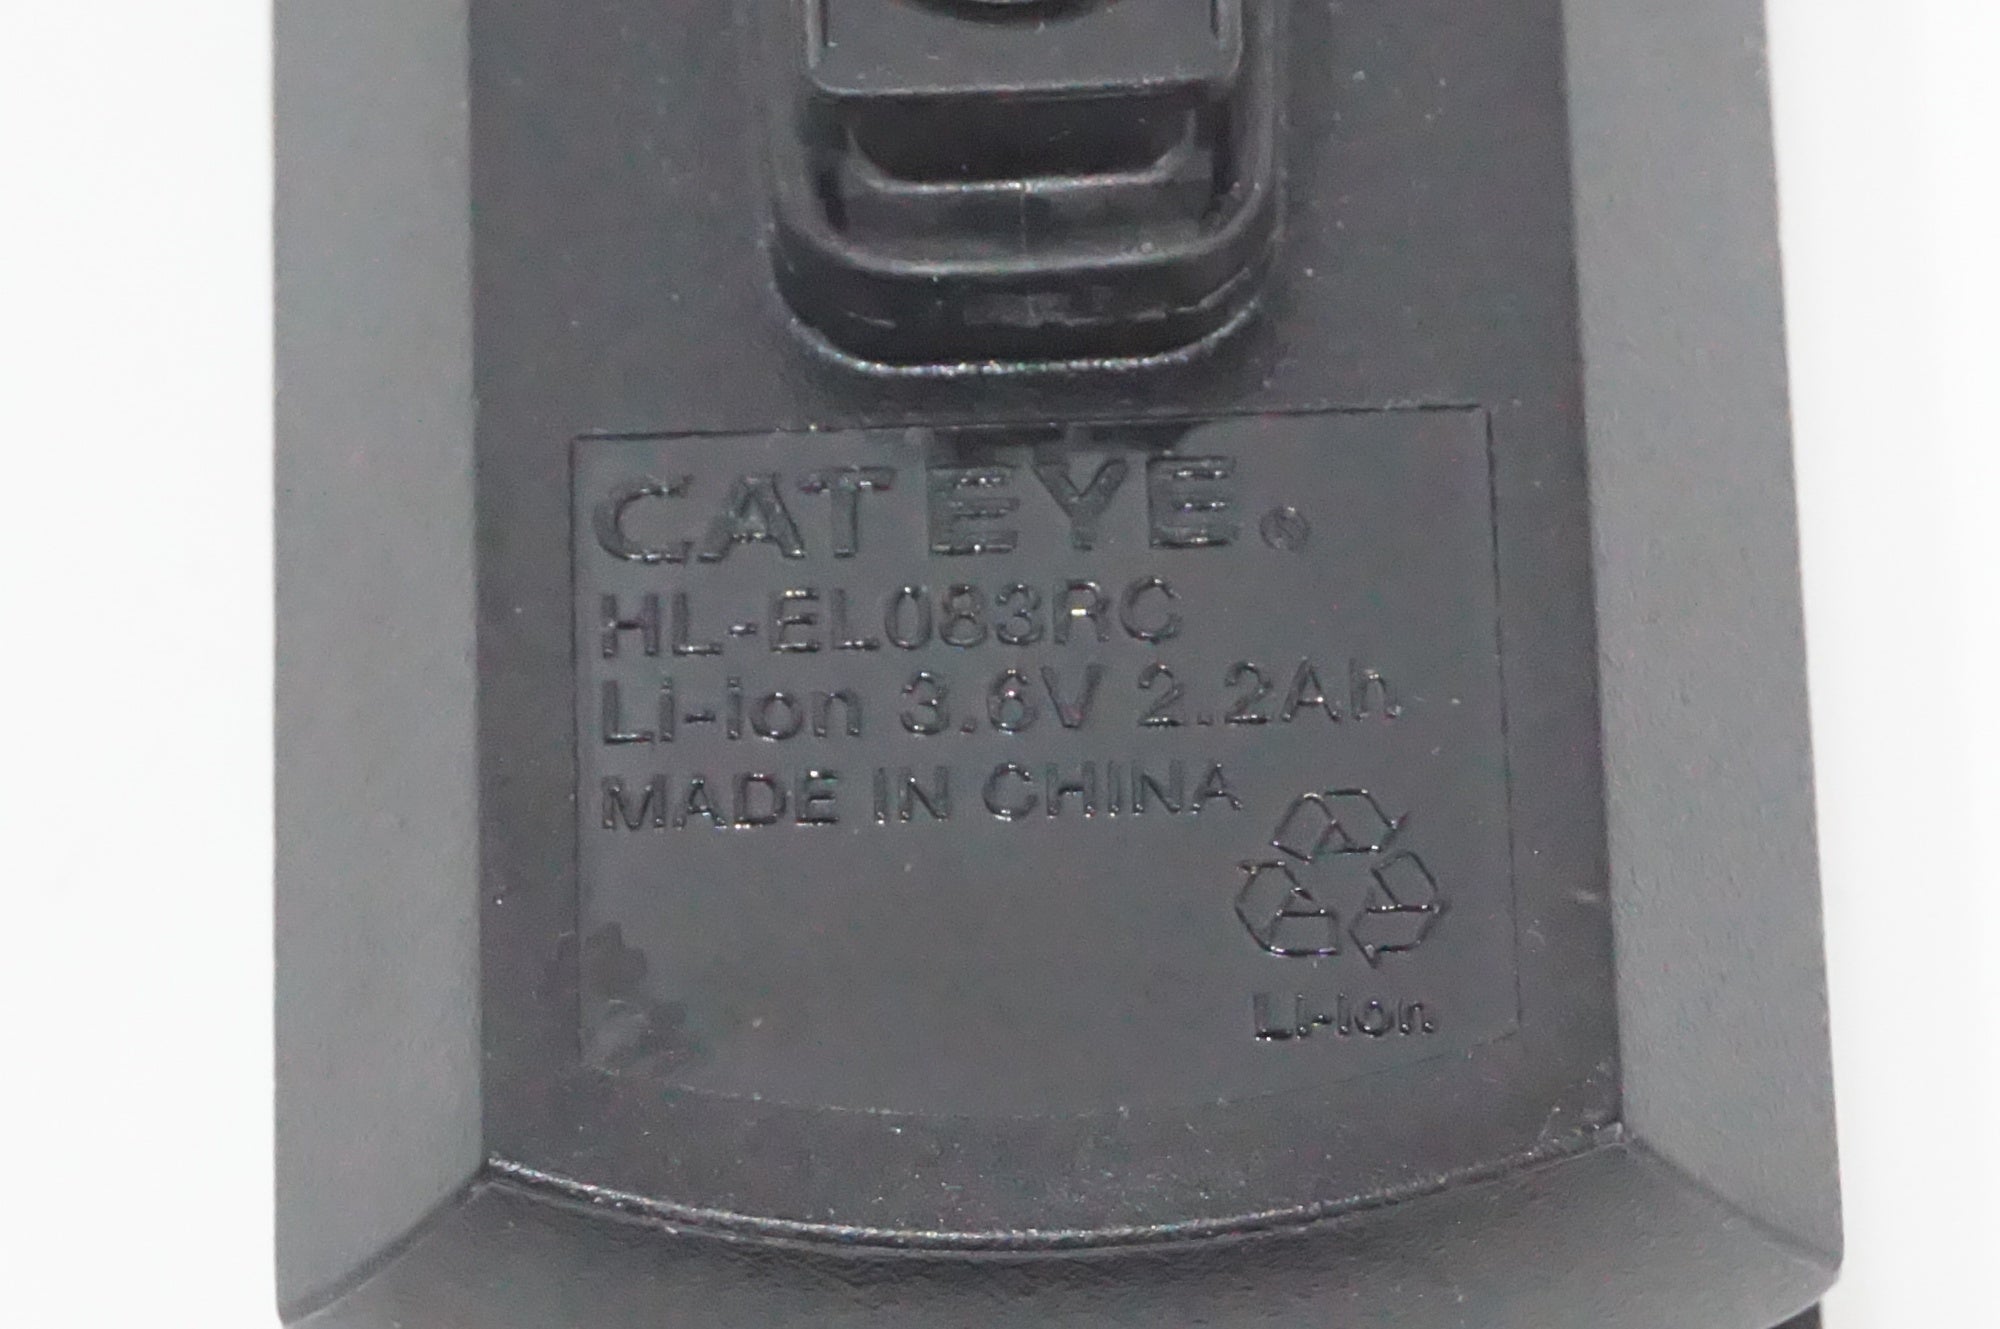 CATEYE®
HL-EL083RC
Li-ion 3.6V 2.2Ah
MADE IN CHINA
Li-ion